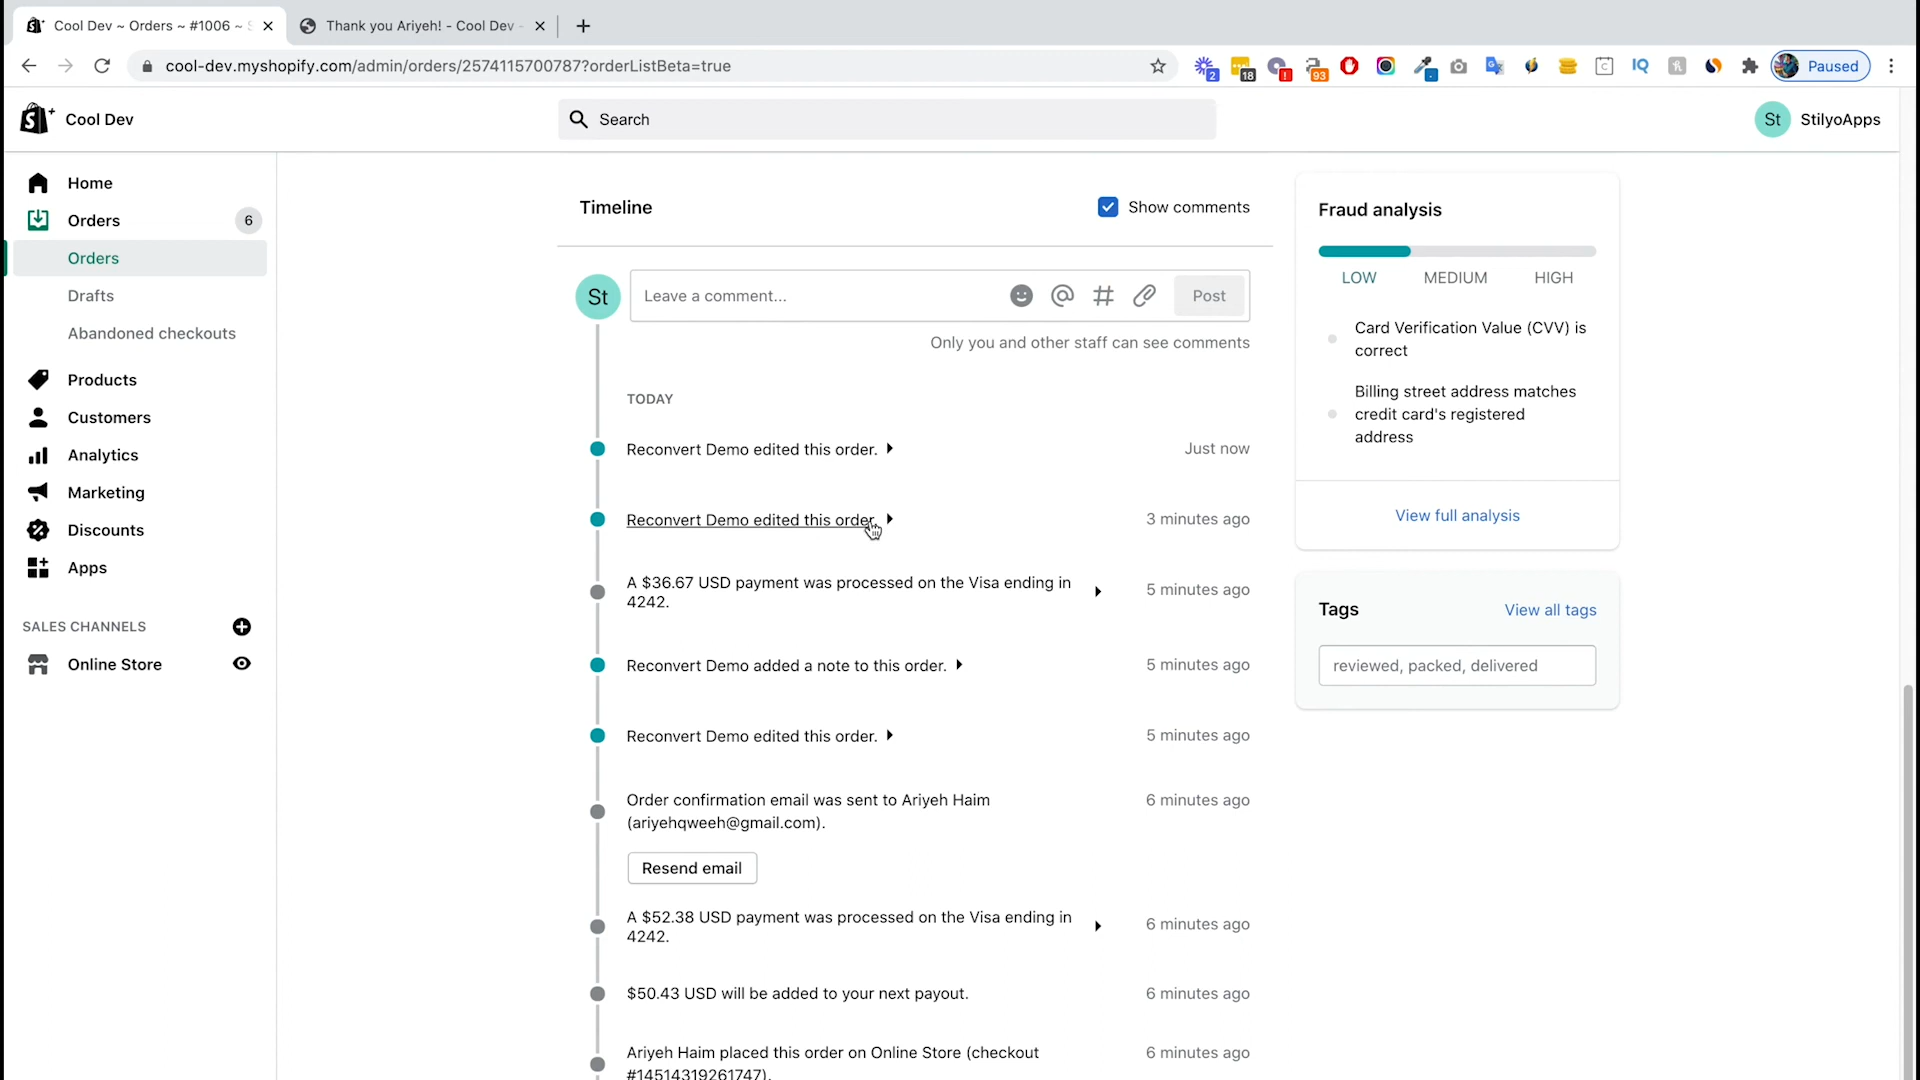 Cool Dev ~ Orders ~ #1006 ~
Thank you Ariyeh! - Cool Dev -
cool-dev.myshopify.com/admin/orders/2574115700787?orderListBeta=true
2
18
!
93
IQ
Paused
Cool Dev
Search
St
StilyoApps
Home
Orders
6
Orders
Drafts
Abandoned checkouts
Products
Customers
Analytics
Marketing
Discounts
Apps
SALES CHANNELS
Online Store
Timeline
Show comments
St
Leave a comment...
Post
Only you and other staff can see comments
TODAY
Reconvert Demo edited this order.
Just now
Reconvert Demo edited this order.
3 minutes ago
A $36.67 USD payment was processed on the Visa ending in
4242.
5 minutes ago
Reconvert Demo added a note to this order.
5 minutes ago
Reconvert Demo edited this order.
5 minutes ago
Order confirmation email was sent to Ariyeh Haim
(ariyehqweeh@gmail.com).
6 minutes ago
Resend email
A $52.38 USD payment was processed on the Visa ending in
4242.
6 minutes ago
$50.43 USD will be added to your next payout.
6 minutes ago
Ariyeh Haim placed this order on Online Store (checkout
#14514319261747).
6 minutes ago
Fraud analysis
LOW
MEDIUM
HIGH
Card Verification Value (CVV) is
correct
Billing street address matches
credit card's registered
address
View full analysis
Tags
View all tags
reviewed, packed, delivered